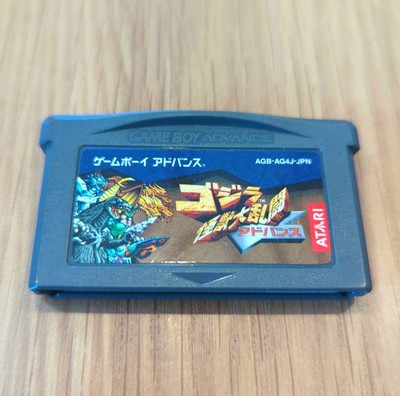 GAME BOY ADVANCE
ゲームボーイ アドバンス
AGB-AG4J-JPN
ゴジラ
怪獣大乱闘
アドバンス
ATARI